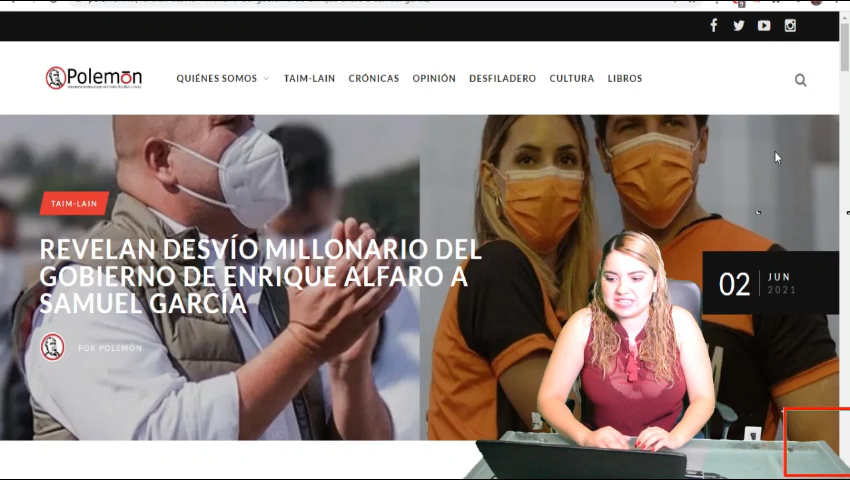 Polemōn
QUIÉNES SOMOS
TAIM-LAIN
CRÓNICAS
OPINIÓN
DESFILADERO
CULTURA
LIBROS
TAIM-LAIN
REVELAN DESVÍO MILLONARIO DEL
GOBIERNO DE ENRIQUE ALFARO A
SAMUEL GARCÍA
POR POLEMÓN
02
JUN
2021